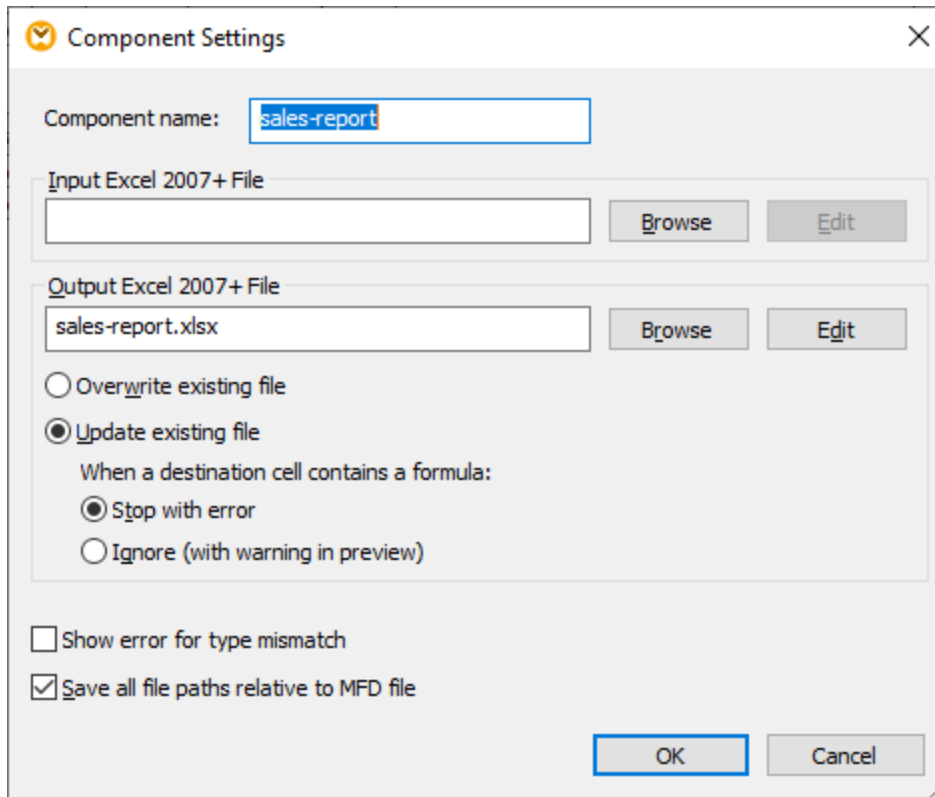 Component Settings
Component name: sales-report
Input Excel 2007+ File
Browse Edit
Output Excel 2007+ File
sales-report.xlsx Browse Edit
Overwrite existing file
Update existing file
When a destination cell contains a formula:
Stop with error
Ignore (with warning in preview)
Show error for type mismatch
Save all file paths relative to MFD file
OK Cancel